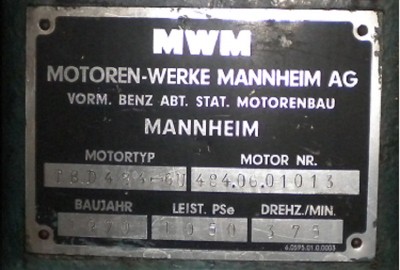 MWM
MOTOREN-WERKE MANNHEIM AG
VORM. BENZ ABT. STAT. MOTORENBAU
MANNHEIM
MOTORTYP MOTOR NR.
484.06.01013
BAUJAHR LEIST. PSe DREHZ./MIN.
375